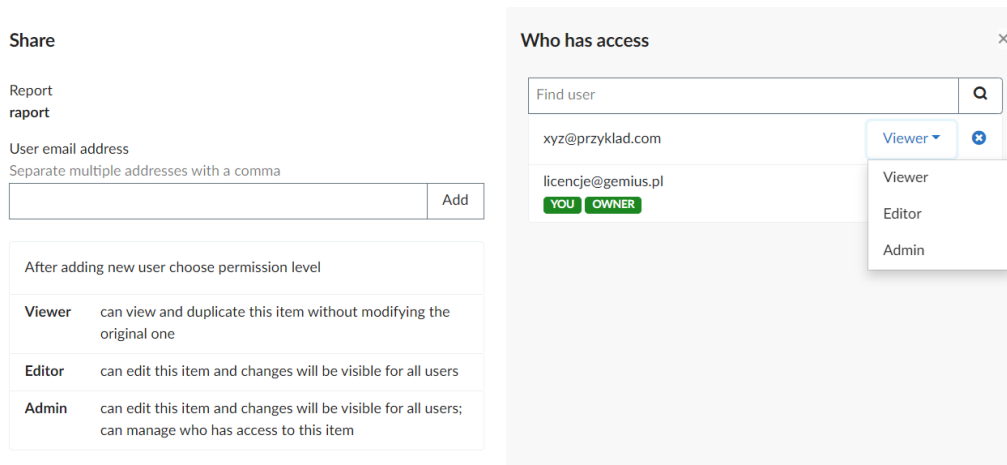 Share
Report
raport
User email address
Separate multiple addresses with a comma
Add
After adding new user choose permission level
Viewer can view and duplicate this item without modifying the
original one
Editor can edit this item and changes will be visible for all users
Admin can edit this item and changes will be visible for all users;
can manage who has access to this item
Who has access
Find user
xyz@przyklad.com Viewer
licencje@gemius.pl
YOU OWNER
Viewer
Editor
Admin